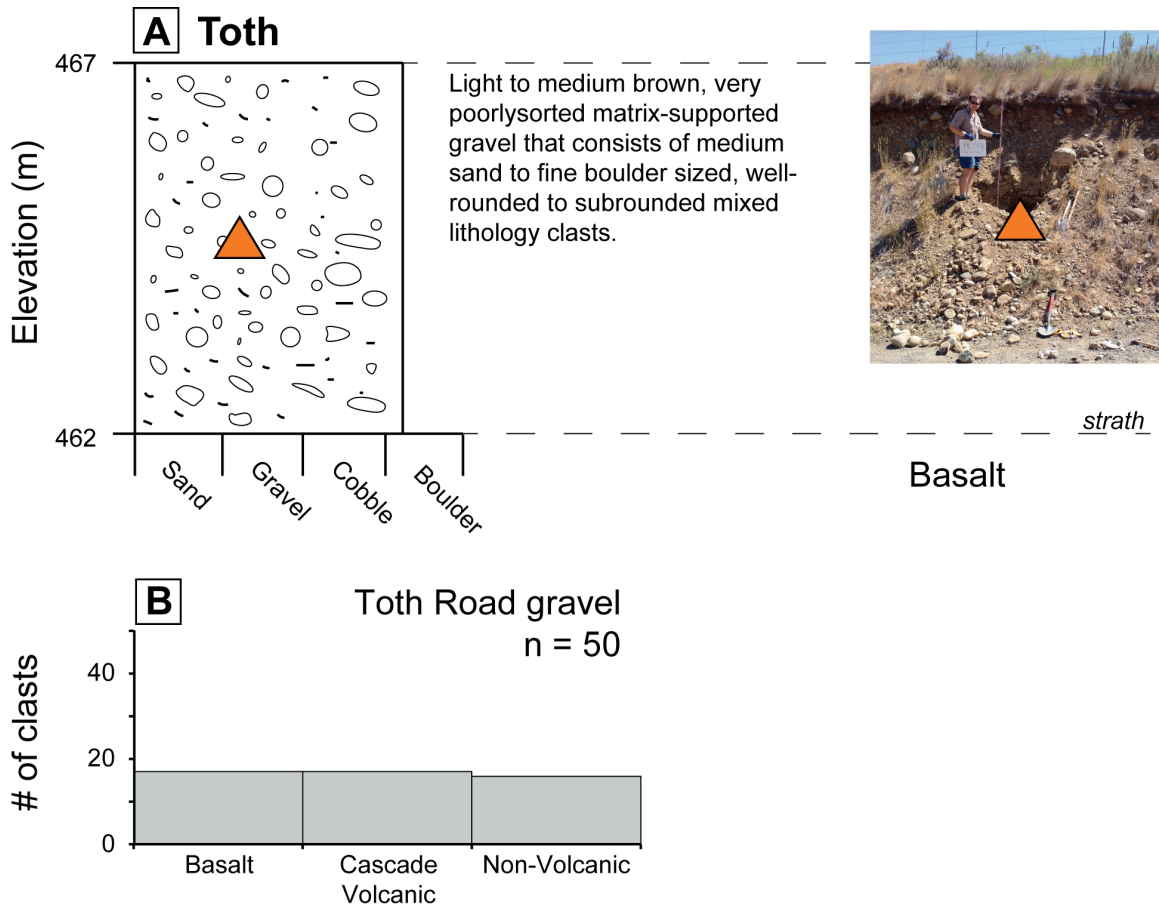 A Toth
467
Light to medium brown, very
poorlysorted matrix-supported
gravel that consists of medium
sand to fine boulder sized, well-
rounded to subrounded mixed
lithology clasts.
Elevation (m)
462
strath
Sand
Gravel
Cobble
Boulder
Basalt
B
Toth Road gravel
n = 50
# of clasts
40
20
0
Basalt
Cascade
Volcanic
Non-Volcanic